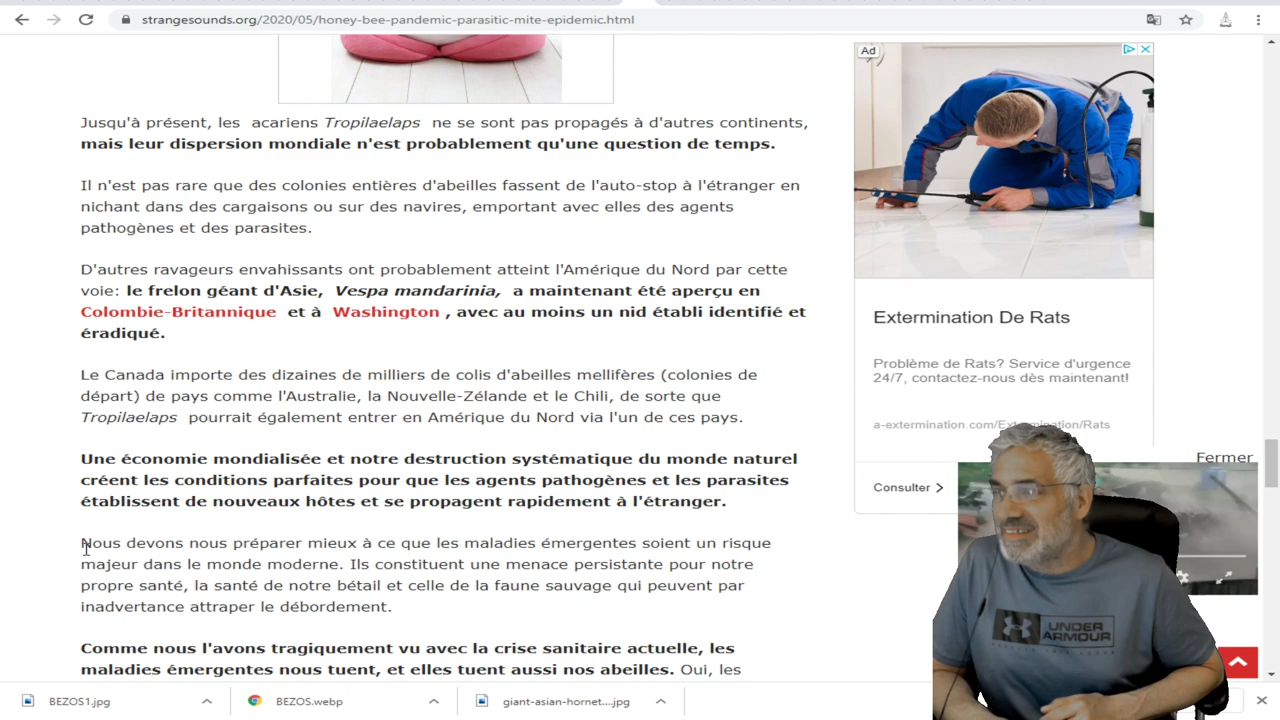 strangesounds.org/2020/05/honey-bee-pandemic-parasitic-mite-epidemic.html
Jusqu'à présent, les acariens Tropilaelaps ne se sont pas propagés à d'autres continents,
mais leur dispersion mondiale n'est probablement qu'une question de temps.
Il n'est pas rare que des colonies entières d'abeilles fassent de l'auto-stop à l'étranger en
nichant dans des cargaisons ou sur des navires, emportant avec elles des agents
pathogènes et des parasites.
D'autres ravageurs envahissants ont probablement atteint l'Amérique du Nord par cette
voie: le frelon géant d'Asie, Vespa mandarinia, a maintenant été aperçu en
Colombie-Britannique et à Washington , avec au moins un nid établi identifié et
éradiqué.
Le Canada importe des dizaines de milliers de colis d'abeilles mellifères (colonies de
départ) de pays comme l'Australie, la Nouvelle-Zélande et le Chili, de sorte que
Tropilaelaps pourrait également entrer en Amérique du Nord via l'un de ces pays.
Une économie mondialisée et notre destruction systématique du monde naturel
créent les conditions parfaites pour que les agents pathogènes et les parasites
établissent de nouveaux hôtes et se propagent rapidement à l'étranger.
Nous devons nous préparer mieux à ce que les maladies émergentes soient un risque
majeur dans le monde moderne. Ils constituent une menace persistante pour notre
propre santé, la santé de notre bétail et celle de la faune sauvage qui peuvent par
inadvertance attraper le débordement.
Comme nous l'avons tragiquement vu avec la crise sanitaire actuelle, les
maladies émergentes nous tuent, et elles tuent aussi nos abeilles. Oui, les
Ad
Extermination De Rats
Problème de Rats? Service d'urgence
24/7, contactez-nous dès maintenant!
a-extermination.com/Extermination/Rats
Consulter
Fermer
UNDER
ARMOUR
BEZOS1.jpg
BEZOS.webp
giant-asian-hornet....jpg